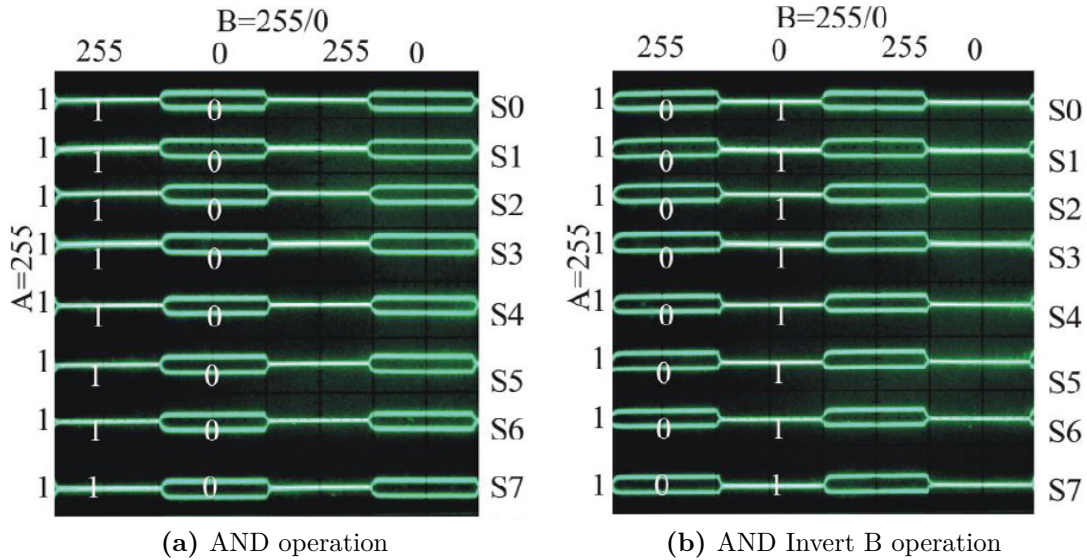 B=255/0
255 0 255 0
A=255
1 1 0 S0
1 1 0 S1
1 1 0 S2
1 1 0 S3
1 1 0 S4
1 1 0 S5
1 1 0 S6
1 1 0 S7
(a) AND operation
B=255/0
255 0 255 0
A=255
1 0 1 S0
1 0 1 S1
1 0 1 S2
1 0 1 S3
1 0 1 S4
1 0 1 S5
1 0 1 S6
1 0 1 S7
(b) AND Invert B operation